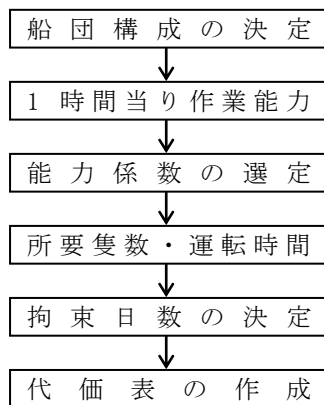 船団構成の決定
1時間当り作業能力
能力係数の選定
所要隻数・運転時間
拘束日数の決定
代価表の作成